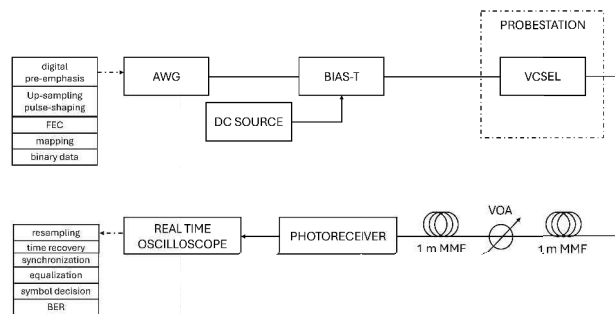 PROBESTATION
digital
pre-emphasis
Up-sampling
pulse-shaping
FEC
mapping
binary data
AWG
BIAS-T
VCSEL
DC SOURCE
resampling
time recovery
synchronization
equalization
symbol decision
BER
REAL TIME
OSCILLOSCOPE
PHOTORECEIVER
1 m MMF
VOA
1 m MMF